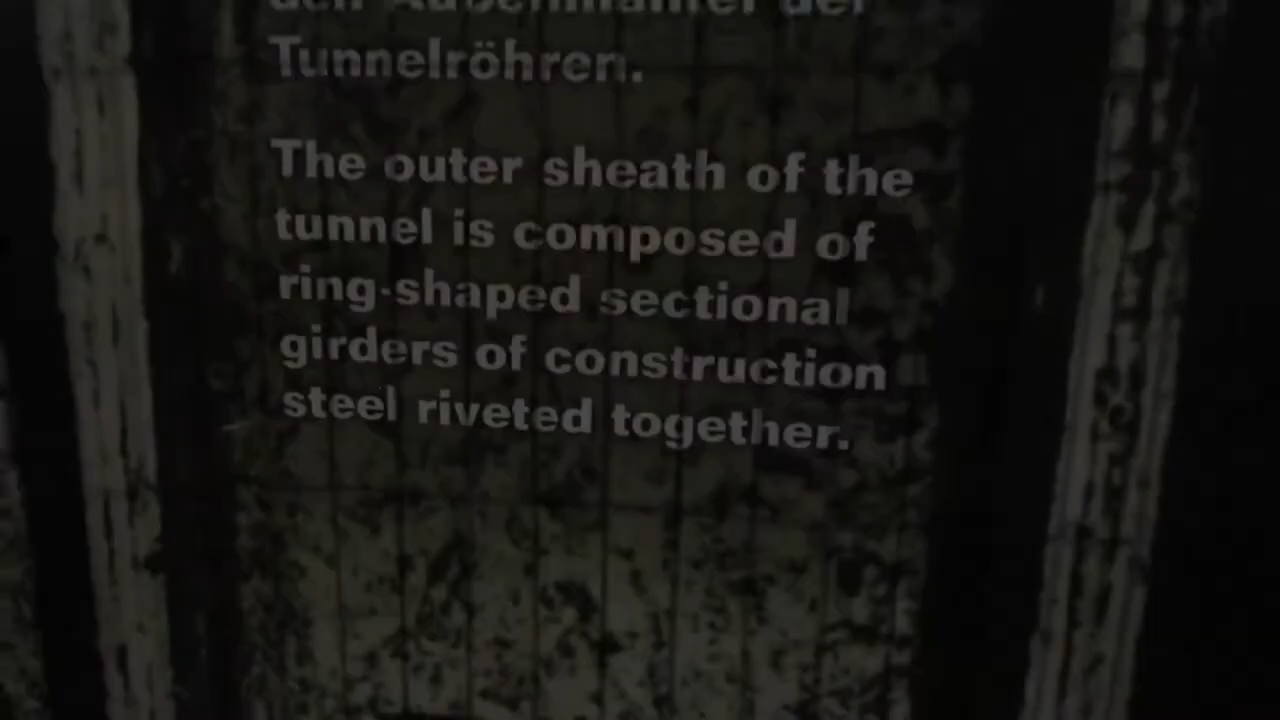 Tunnelröhren.
The outer sheath of the
tunnel is composed of
ring-shaped sectional
girders of construction
steel riveted together.